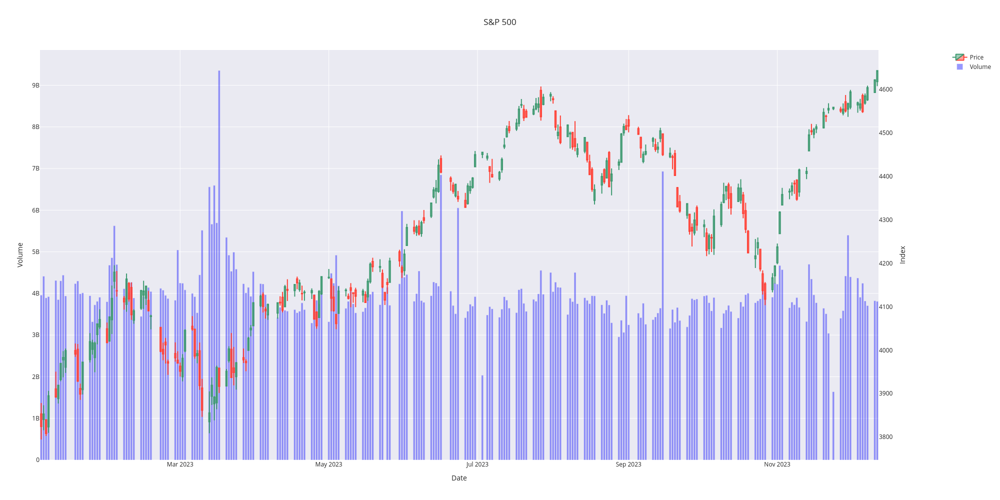 S&P 500
Price
Volume
9B
8B
7B
6B
5B
4B
3B
2B
1B
0
Volume
4600
4500
4400
4300
4200
4100
4000
3900
3800
Index
Mar 2023
May 2023
Jul 2023
Sep 2023
Nov 2023
Date